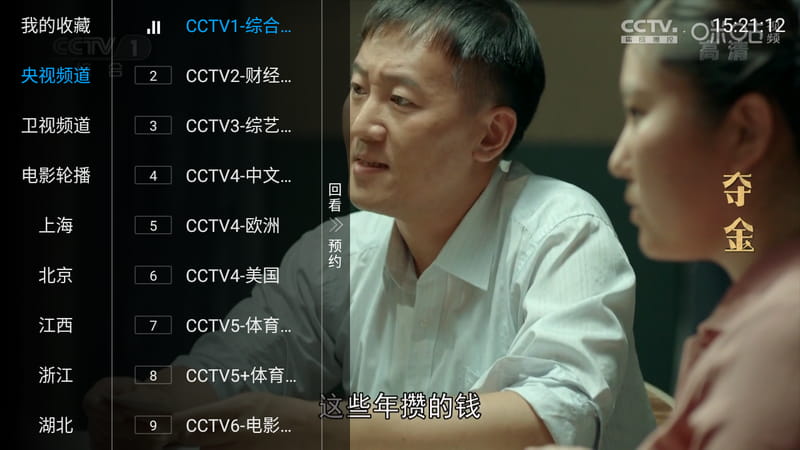 我的收藏
央视频道
卫视频道
电影轮播
上海
北京
江西
浙江
湖北
CCTV1-综合...
2 CCTV2-财经...
3 CCTV3-综艺...
4 CCTV4-中文...
5 CCTV4-欧洲
6 CCTV4-美国
7 CCTV5-体育...
8 CCTV5+体育...
9 CCTV6-电影...
回看
预约
CCTV 1
CCTV.
15:21:12
高清
夺金
这些年攒的钱